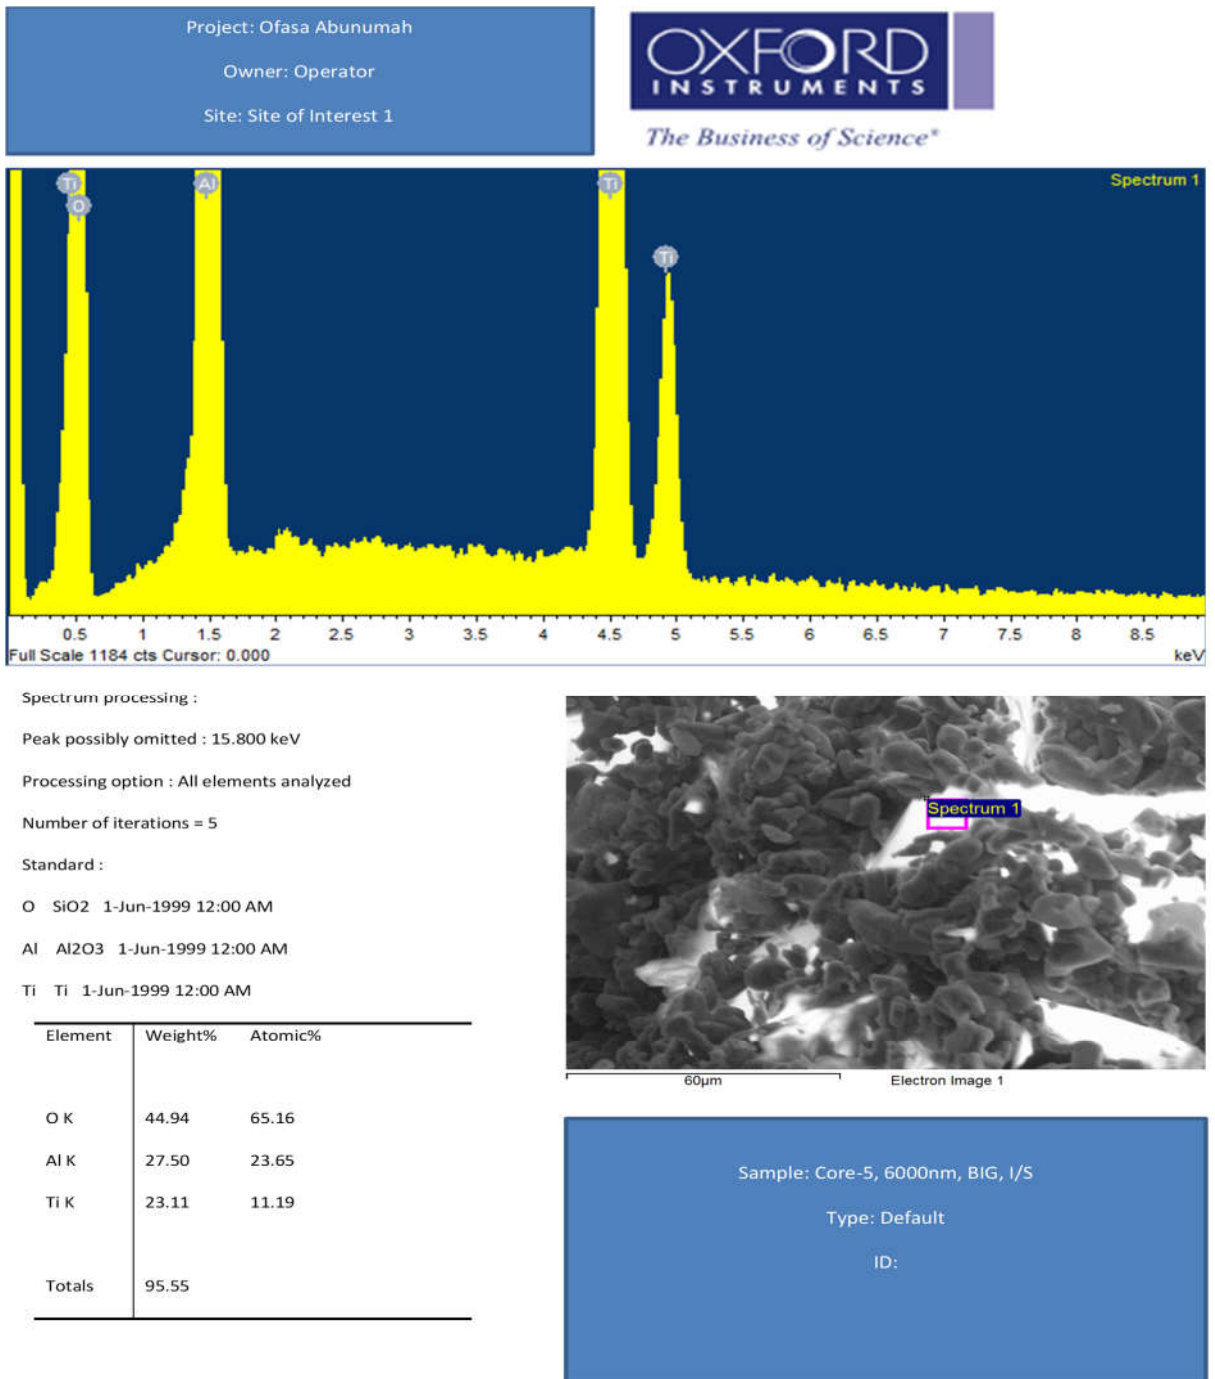 Project: Ofasa Abunumah
Owner: Operator
Site: Site of Interest 1
OXFORD
INSTRUMENTS
The Business of Science®
Ti
O
Al
Ti
Ti
Spectrum 1
0.5 1 1.5 2 2.5 3 3.5 4 4.5 5 5.5 6 6.5 7 7.5 8 8.5
Full Scale 1184 cts Cursor: 0.000 keV
Spectrum processing :
Peak possibly omitted : 15.800 keV
Processing option : All elements analyzed
Number of iterations = 5
Standard :
O SiO2 1-Jun-1999 12:00 AM
Al Al2O3 1-Jun-1999 12:00 AM
Ti Ti 1-Jun-1999 12:00 AM
Element Weight% Atomic%
O K 44.94 65.16
Al K 27.50 23.65
Ti K 23.11 11.19
Totals 95.55
Spectrum 1
60µm Electron Image 1
Sample: Core-5, 6000nm, BIG, I/S
Type: Default
ID: